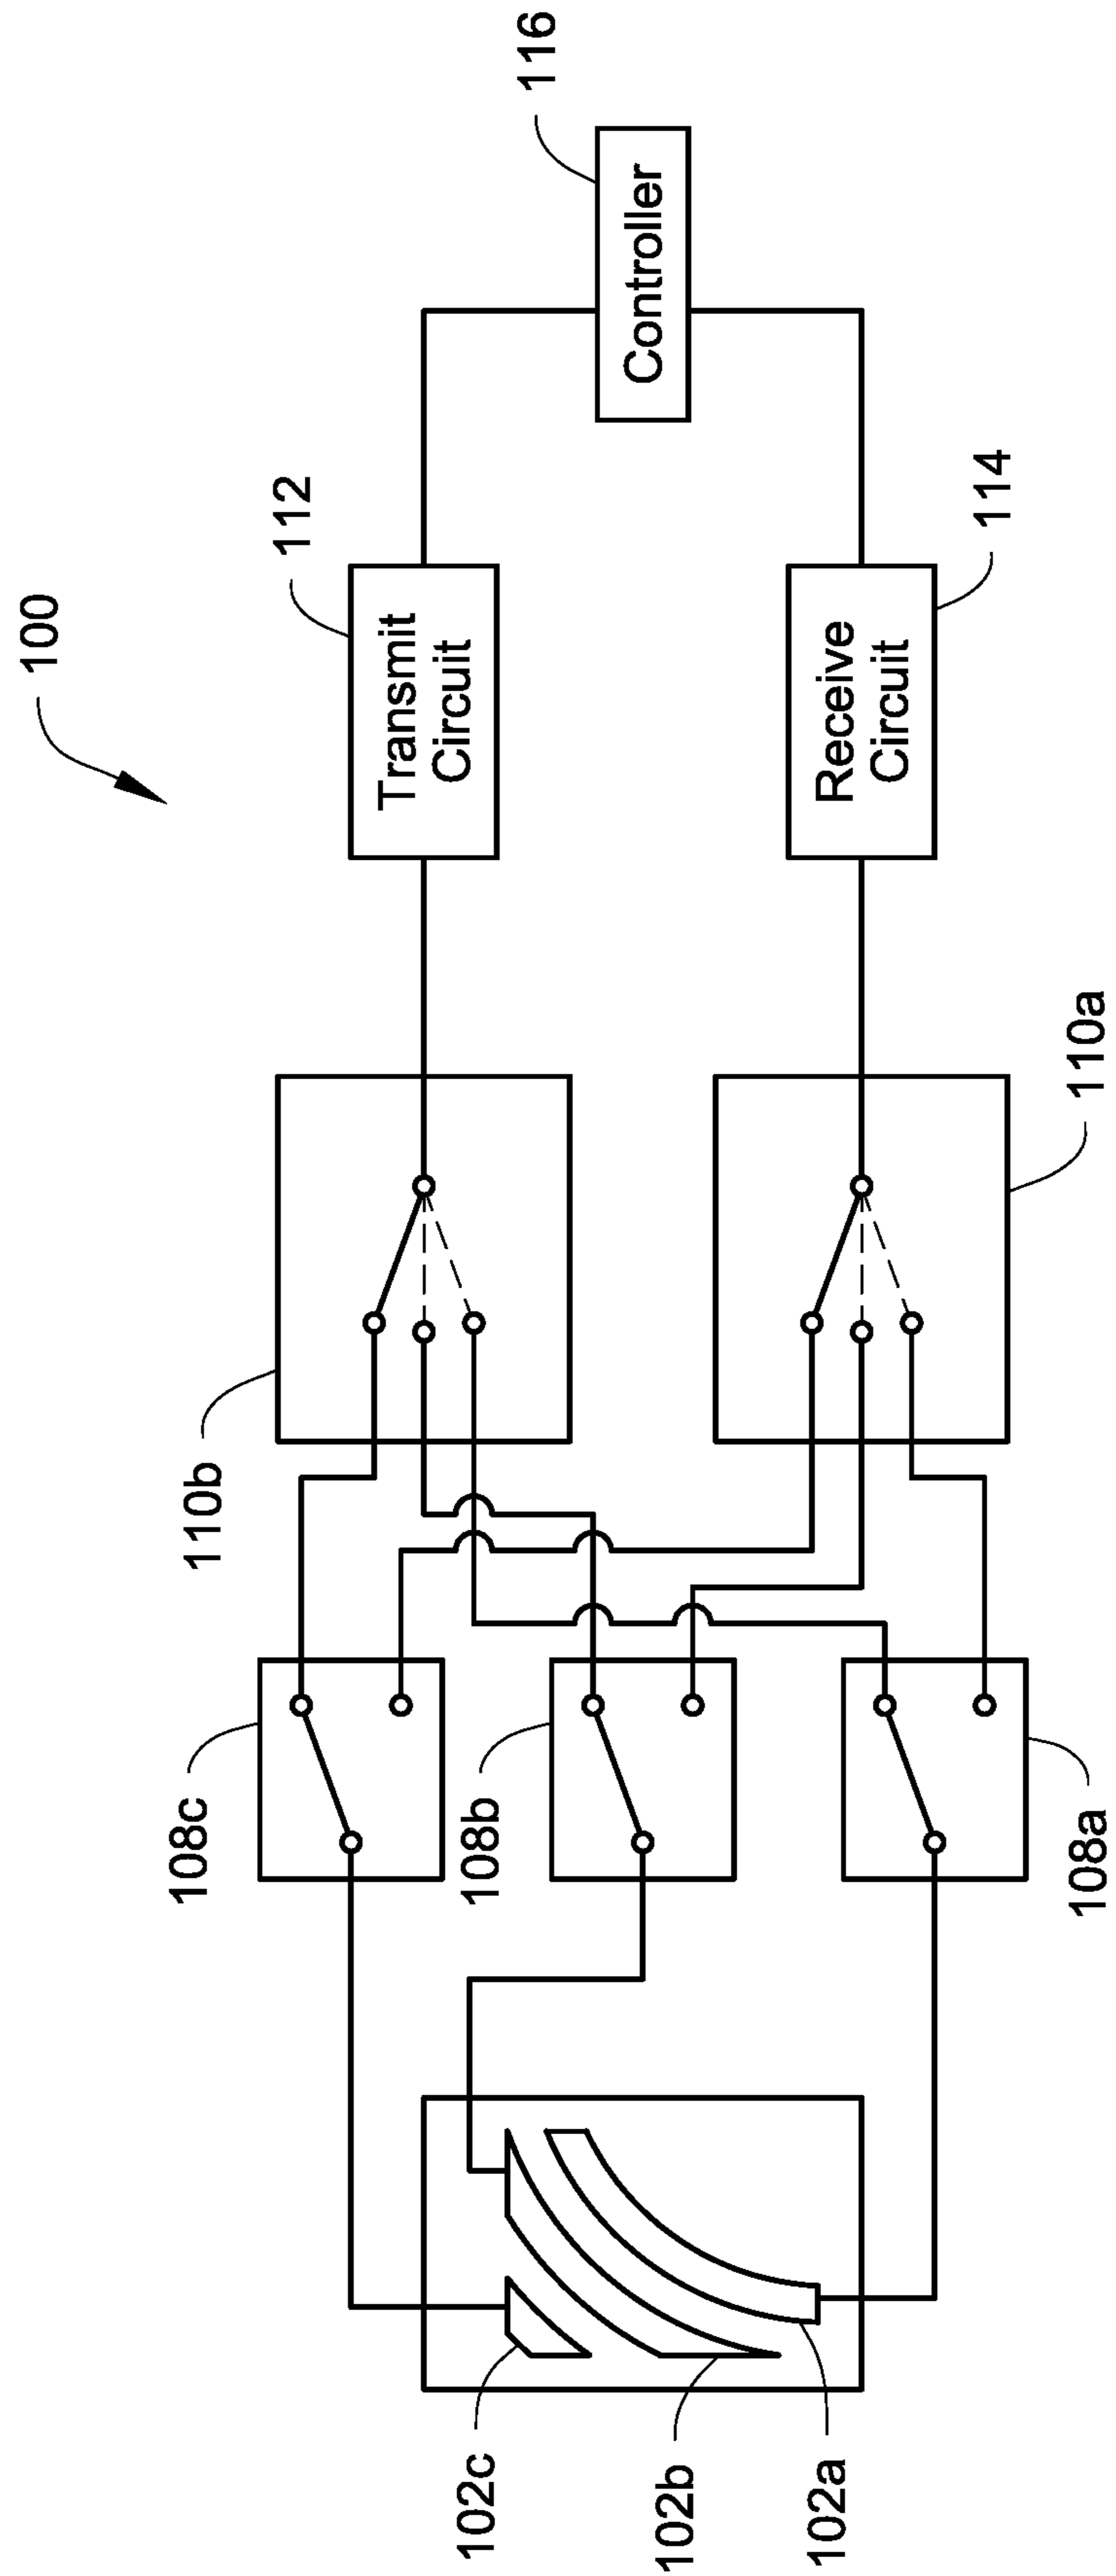 100
110b
112
Transmit
Circuit
116
Controller
108c
108b
102c
102b
102a
108a
110a
Receive
Circuit
114